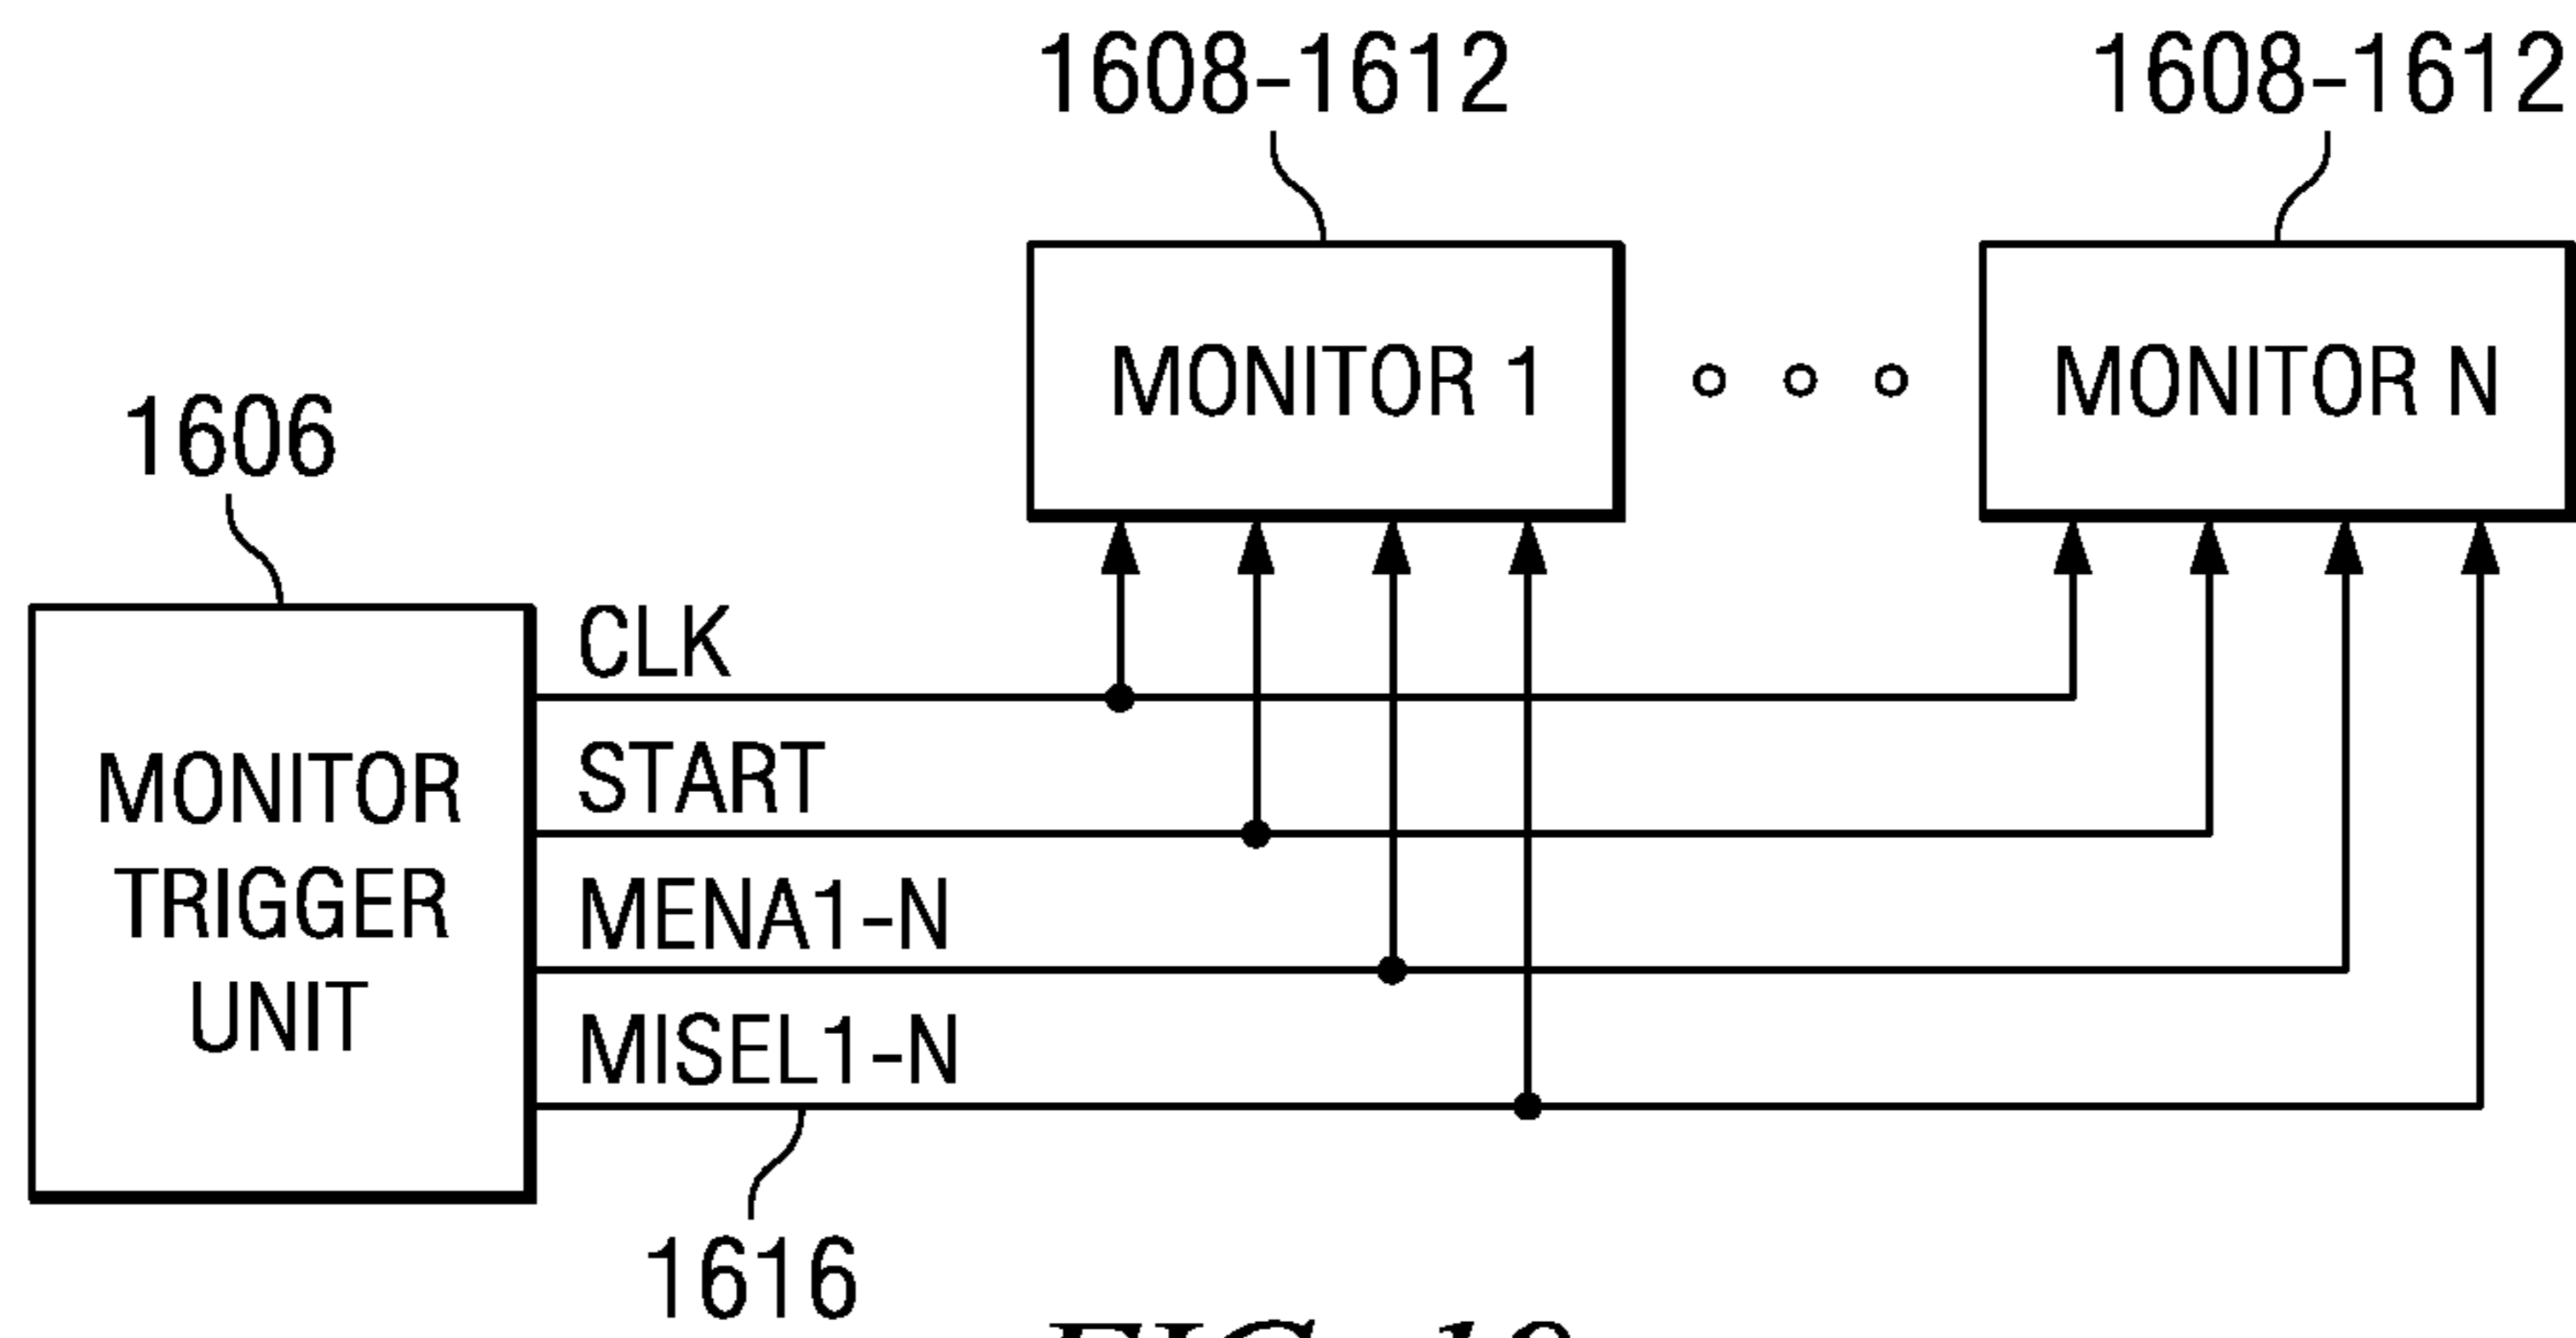 1608-1612
1608-1612
MONITOR 1
MONITOR N
1606
MONITOR
TRIGGER
UNIT
CLK
START
MENA1-N
MISEL1-N
1616